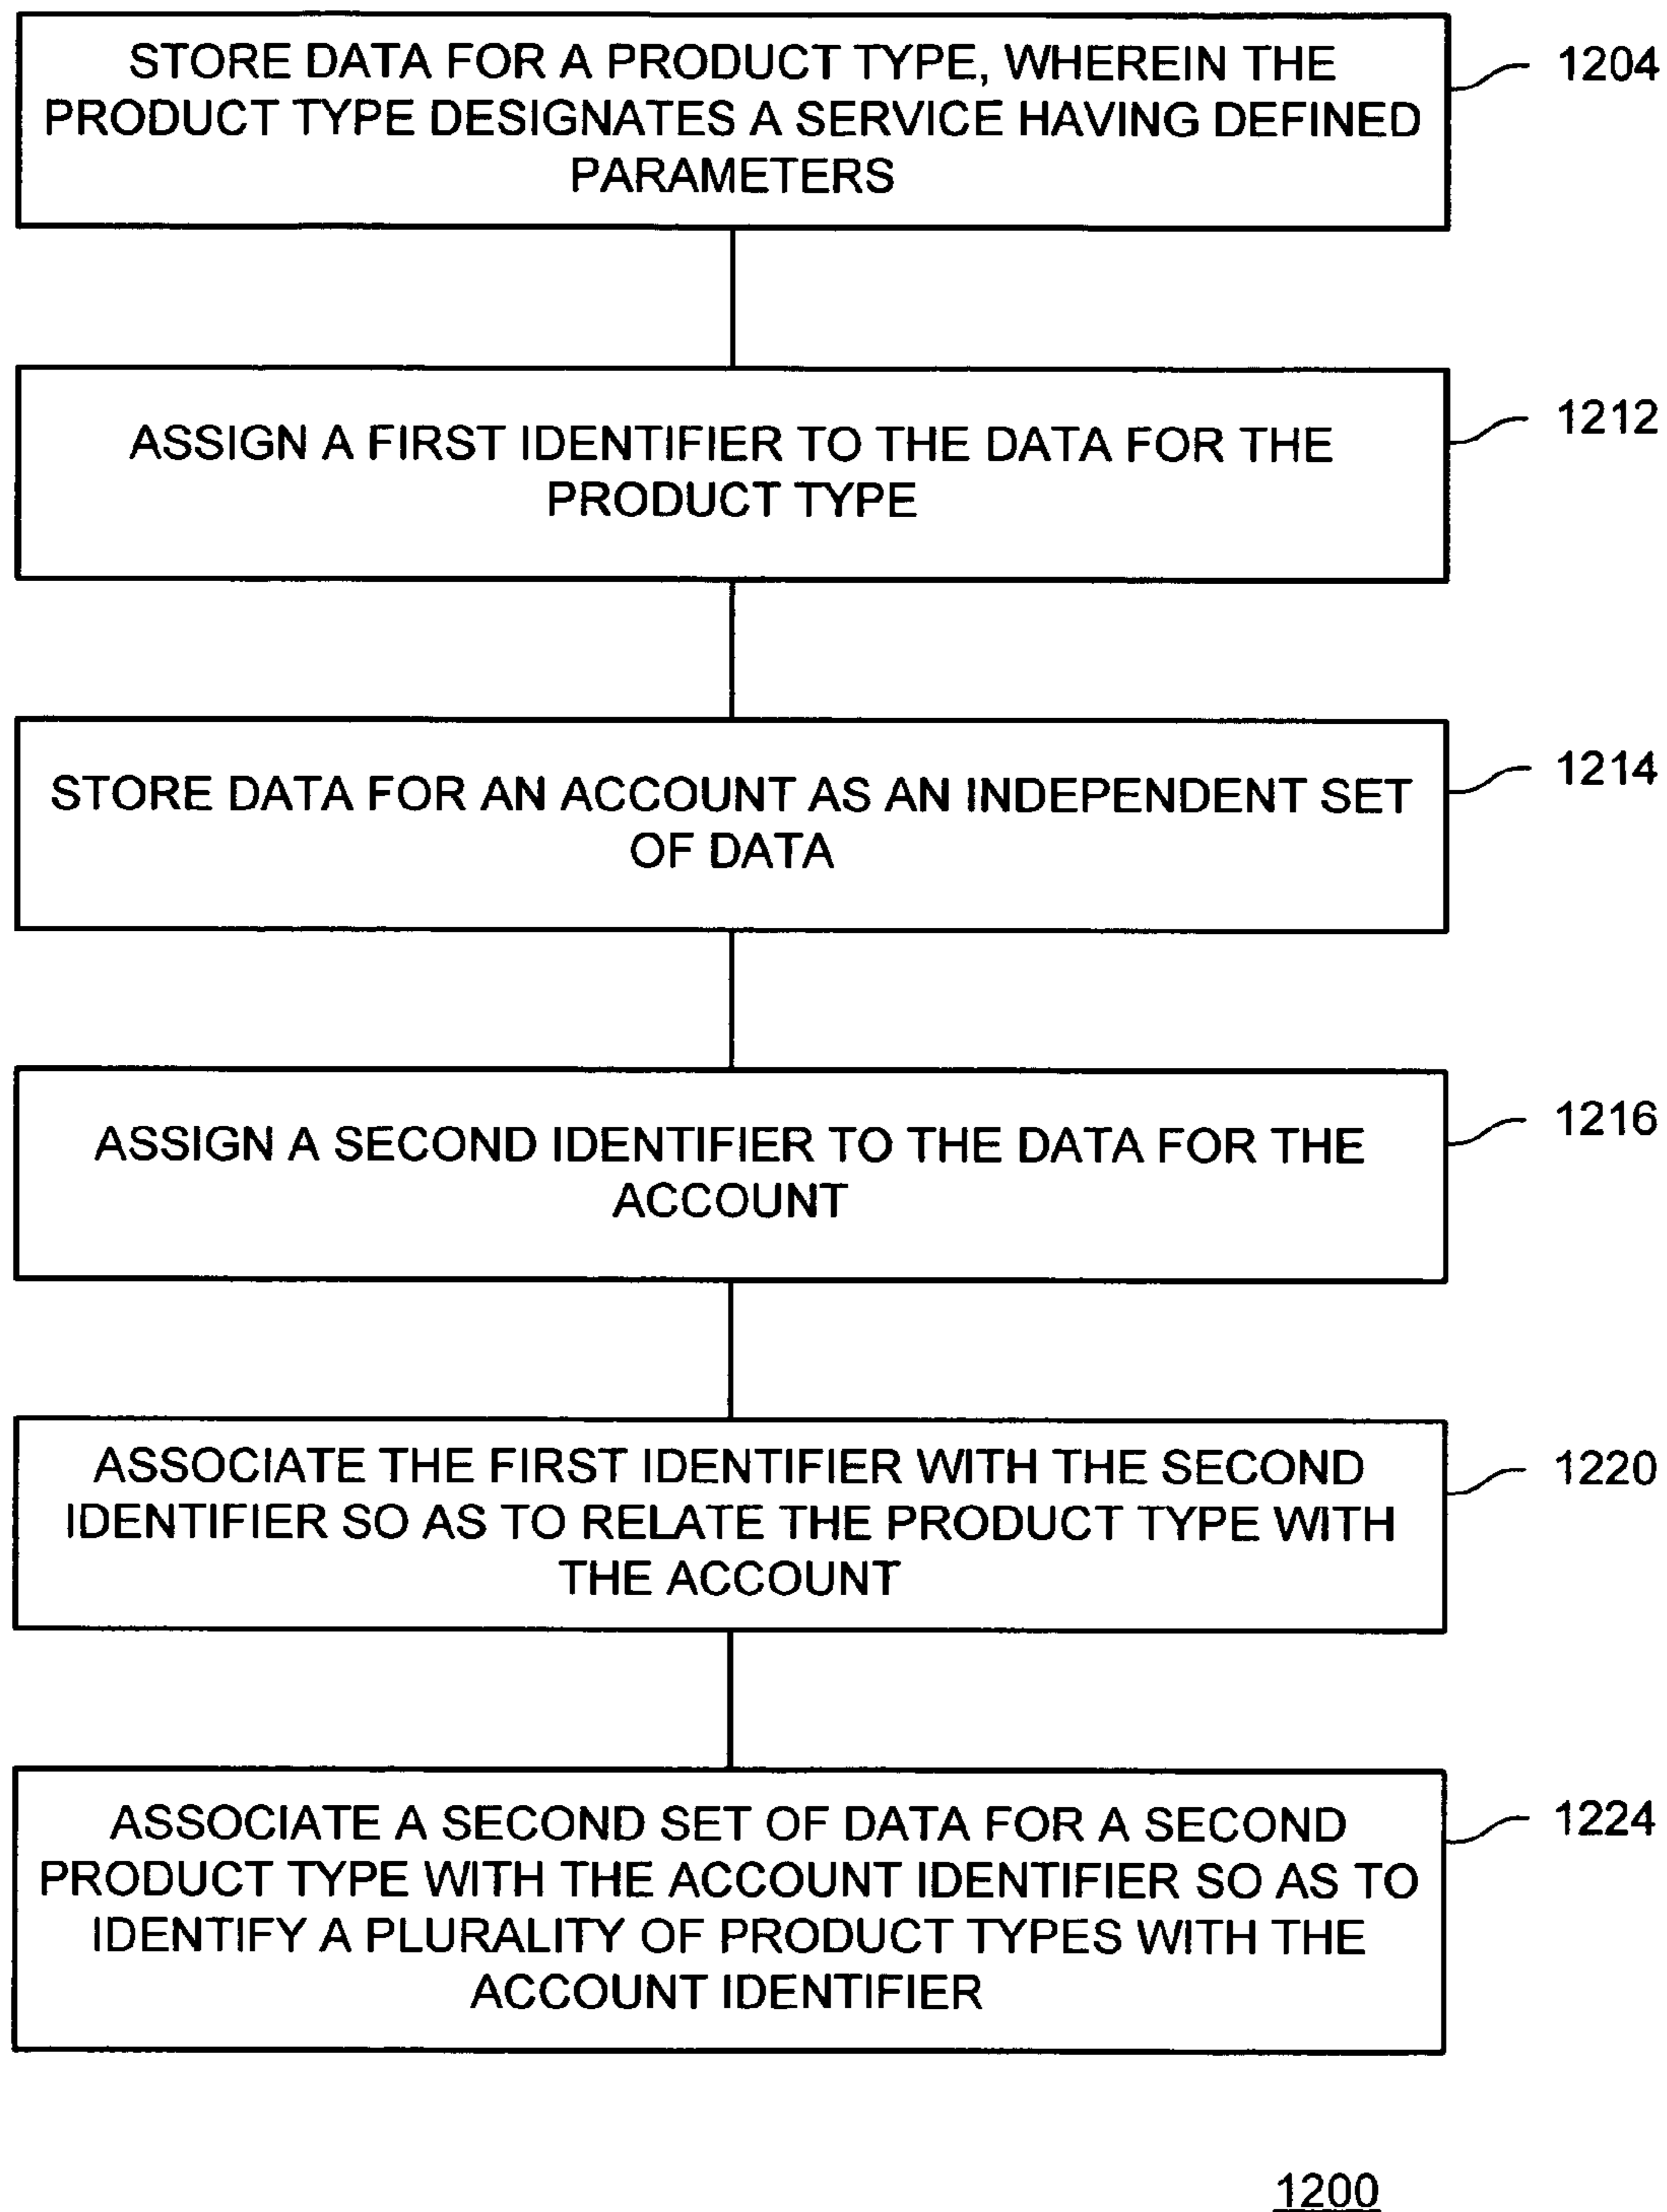 STORE DATA FOR A PRODUCT TYPE, WHEREIN THE
PRODUCT TYPE DESIGNATES A SERVICE HAVING DEFINED
PARAMETERS
1204
ASSIGN A FIRST IDENTIFIER TO THE DATA FOR THE
PRODUCT TYPE
1212
STORE DATA FOR AN ACCOUNT AS AN INDEPENDENT SET
OF DATA
1214
ASSIGN A SECOND IDENTIFIER TO THE DATA FOR THE
ACCOUNT
1216
ASSOCIATE THE FIRST IDENTIFIER WITH THE SECOND
IDENTIFIER SO AS TO RELATE THE PRODUCT TYPE WITH
THE ACCOUNT
1220
ASSOCIATE A SECOND SET OF DATA FOR A SECOND
PRODUCT TYPE WITH THE ACCOUNT IDENTIFIER SO AS TO
IDENTIFY A PLURALITY OF PRODUCT TYPES WITH THE
ACCOUNT IDENTIFIER
1224
1200